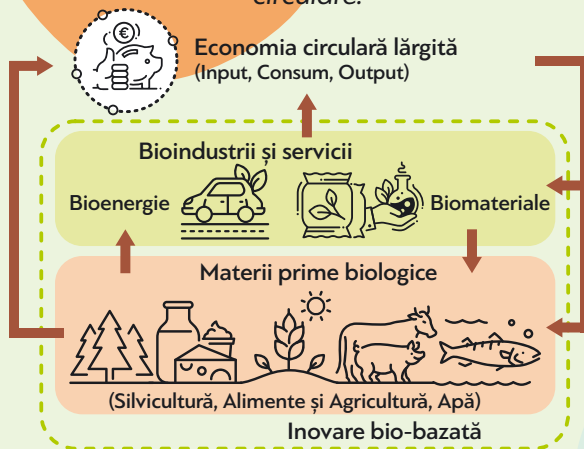 circulare.
Economia circulară lărgită
(Input, Consum, Output)
Bioindustrii și servicii
Bioenergie
Biomateriale
Materii prime biologice
(Silvicultură, Alimente și Agricultură, Apă)
Inovare bio-bazată